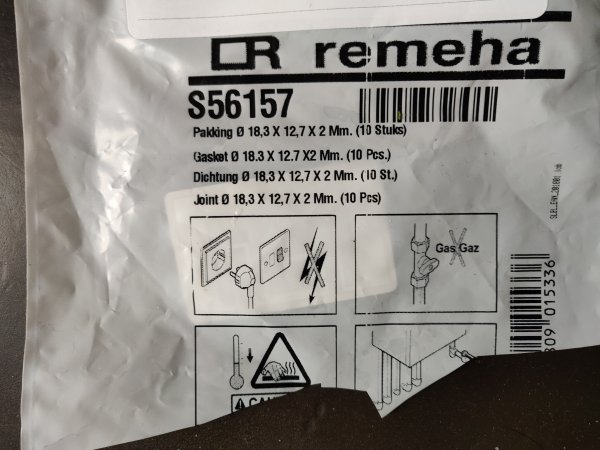 remeha
S56157
Pakking Ø 18,3 X 12,7 X 2 Mm. (10 Stuks)
Gasket Ø 18.3 X 12.7 X2 Mm. (10 Pcs.)
Dichtung Ø 18,3 X 12,7 X 2 Mm. (10 St.)
Joint Ø 18,3 X 12,7 X 2 Mm. (10 Pcs)
Gas Gaz
015336